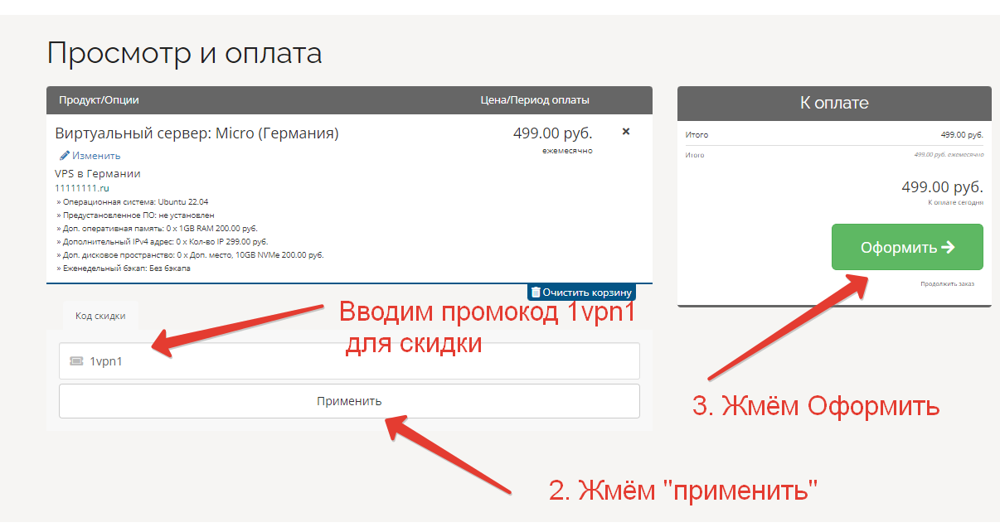 Просмотр и оплата
Продукт/Опции
Цена/Период оплаты
Виртуальный сервер: Micro (Германия)
499.00 руб.
ежемесячно
Изменить
VPS в Германии
11111111.ru
» Операционная система: Ubuntu 22.04
» Предустановленное ПО: не установлен
» Доп. оперативная память: 0 x 1GB RAM 200.00 руб.
» Дополнительный IPv4 адрес: 0 x Кол-во IP 299.00 руб.
» Доп. дисковое пространство: 0 x Доп. место, 10GB NVMe 200.00 руб.
» Еженедельный бэкап: Без бэкапа
Очистить корзину
Код скидки
Вводим промокод 1vpn1
для скидки
1vpn1
Применить
2. Жмём "применить"
К оплате
Итого 499.00 руб.
Итого 499.00 руб. ежемесячно
499.00 руб.
К оплате сегодня
Оформить
Продолжить заказ
3. Жмём Оформить